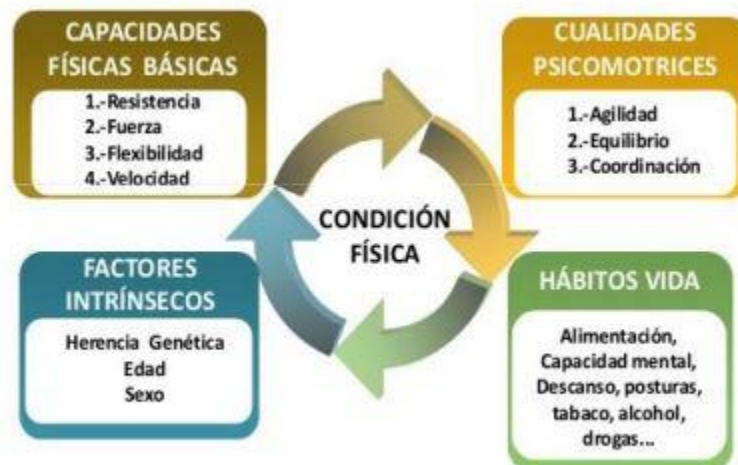 CAPACIDADES
FÍSICAS BÁSICAS
1.-Resistencia
2.-Fuerza
3.-Flexibilidad
4.-Velocidad
CUALIDADES
PSICOMOTRICES
1.-Agilidad
2.-Equilibrio
3.-Coordinación
CONDICIÓN
FÍSICA
FACTORES
INTRÍNSECOS
Herencia Genética
Edad
Sexo
HÁBITOS VIDA
Alimentación,
Capacidad mental,
Descanso, posturas,
tabaco, alcohol,
drogas...